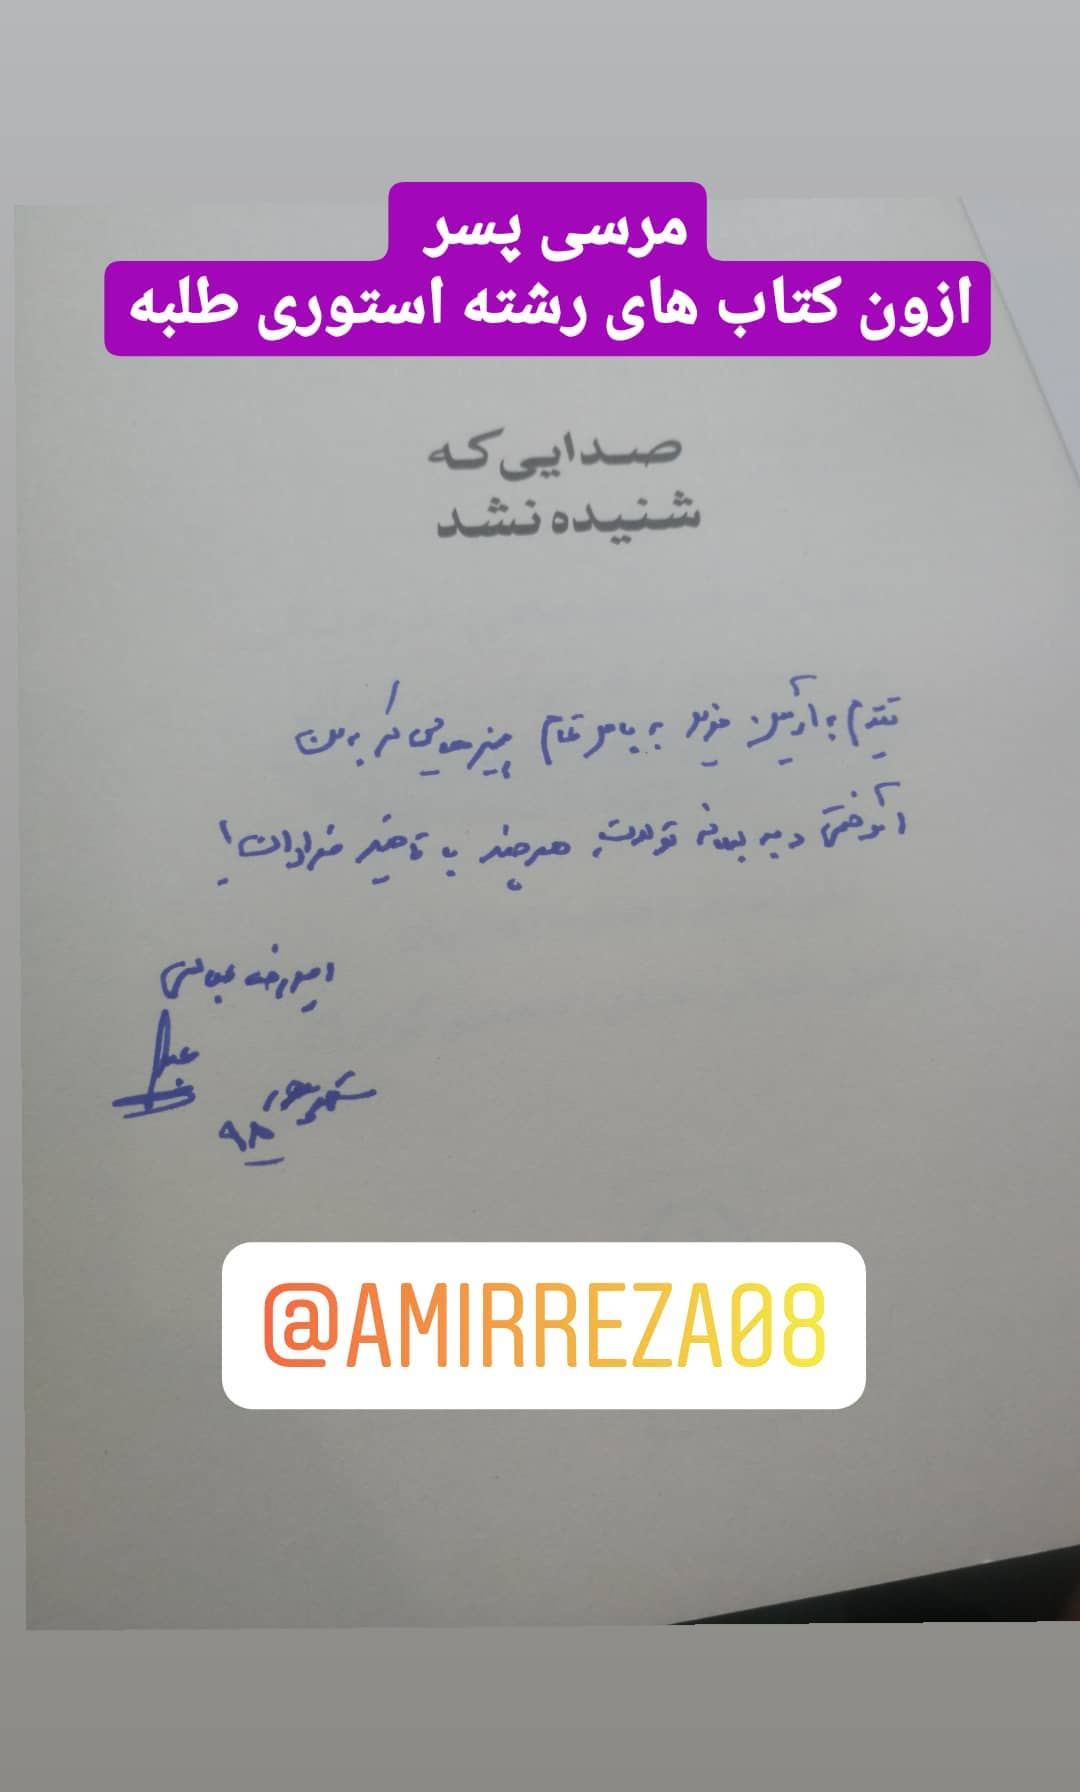 مرسی پسر
ازون کتاب های رشته استوری طلبه
صدایی که
شنیده نشد
تقدیم به آرمین عزیز به پاس تمام چیزهایی که به من
آموختی و به بهانه تولدت، هرچند با تاخیر فراوان!
امیررضا عباسی
شهریور
۹۸
@AMIRREZA08